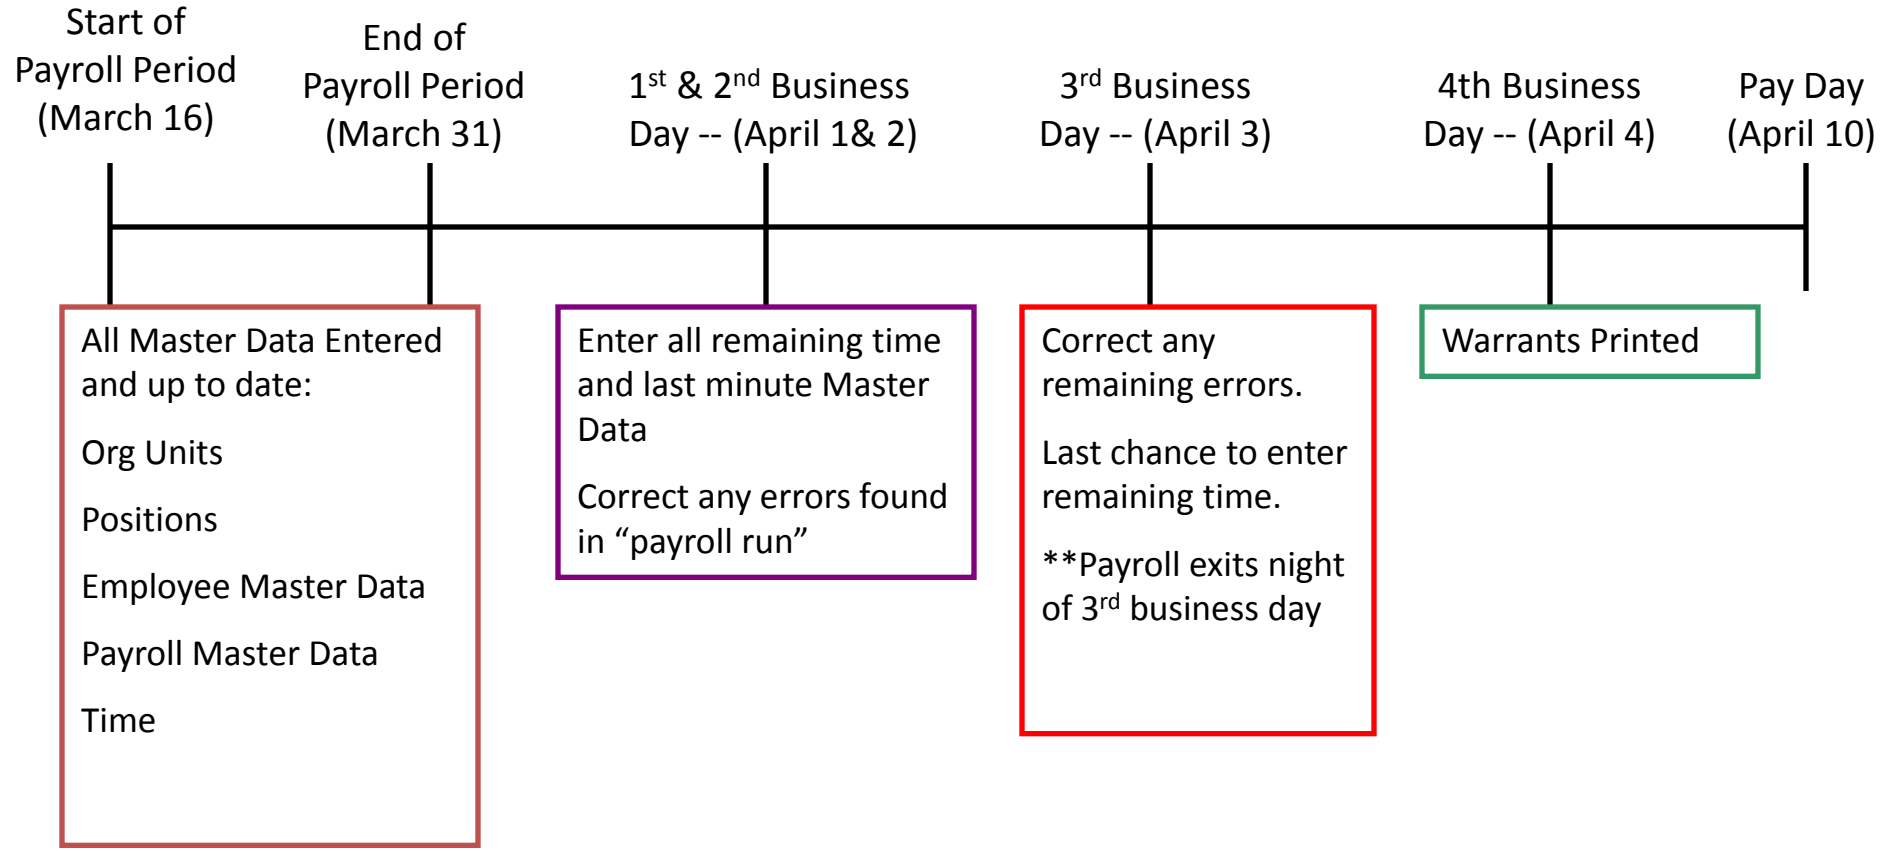 Start of
Payroll Period
(March 16)
End of
Payroll Period
(March 31)
1st & 2nd Business
Day -- (April 1& 2)
3rd Business
Day -- (April 3)
4th Business
Day -- (April 4)
Pay Day
(April 10)
All Master Data Entered
and up to date:
Org Units
Positions
Employee Master Data
Payroll Master Data
Time
Enter all remaining time
and last minute Master
Data
Correct any errors found
in “payroll run”
Correct any
remaining errors.
Last chance to enter
remaining time.
**Payroll exits night
of 3rd business day
Warrants Printed